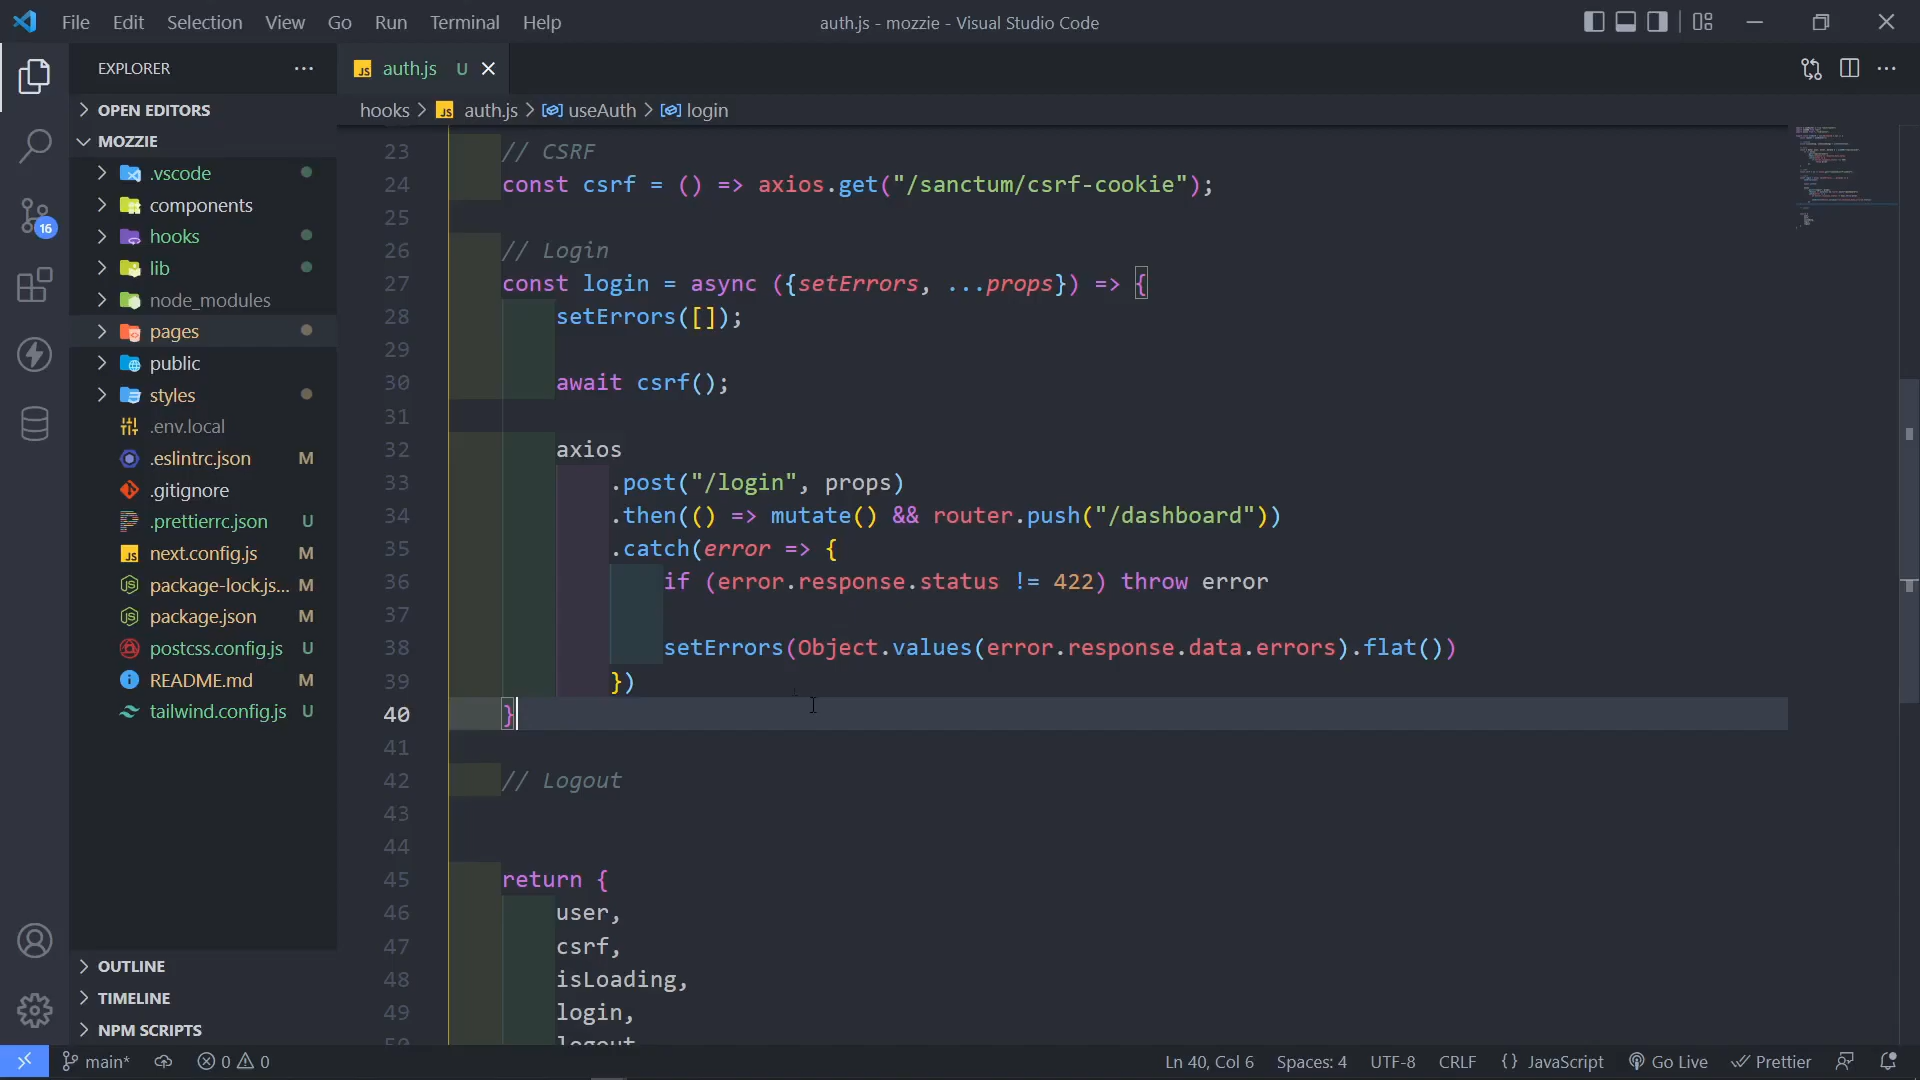 File Edit Selection View Go Run Terminal Help
auth.js - mozzie - Visual Studio Code
EXPLORER
JS auth.js U
OPEN EDITORS
hooks > JS auth.js > useAuth > login
MOZZIE
.vscode
components
hooks
lib
node_modules
pages
public
styles
.env.local
.eslintrc.json M
.gitignore
.prettierrc.json U
JS next.config.js M
package-lock.js... M
package.json M
postcss.config.js U
README.md M
tailwind.config.js U
16
OUTLINE
TIMELINE
NPM SCRIPTS
23 // CSRF
24 const csrf = () => axios.get("/sanctum/csrf-cookie");
25
26 // Login
27 const login = async ({setErrors, ...props}) => {
28 setErrors([]);
29
30 await csrf();
31
32 axios
33 .post("/login", props)
34 .then(() => mutate() && router.push("/dashboard"))
35 .catch(error => {
36 if (error.response.status != 422) throw error
37
38 setErrors(Object.values(error.response.data.errors).flat())
39 })
40 }
41
42 // Logout
43
44
45 return {
46 user,
47 csrf,
48 isLoading,
49 login,
50 logout
main* 0 0
Ln 40, Col 6 Spaces: 4 UTF-8 CRLF {} JavaScript Go Live Prettier